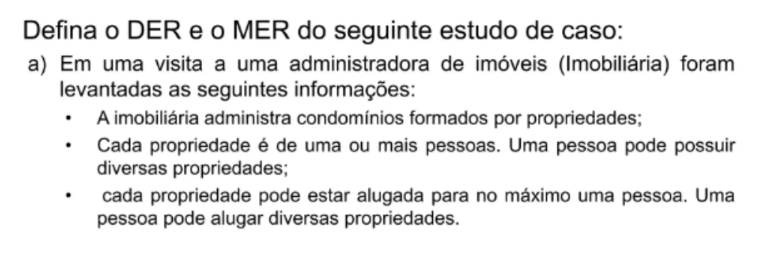 Defina o DER e o MER do seguinte estudo de caso:
a) Em uma visita a uma administradora de imóveis (Imobiliária) foram
levantadas as seguintes informações:
• A imobiliária administra condomínios formados por propriedades;
• Cada propriedade é de uma ou mais pessoas. Uma pessoa pode possuir
diversas propriedades;
• cada propriedade pode estar alugada para no máximo uma pessoa. Uma
pessoa pode alugar diversas propriedades.